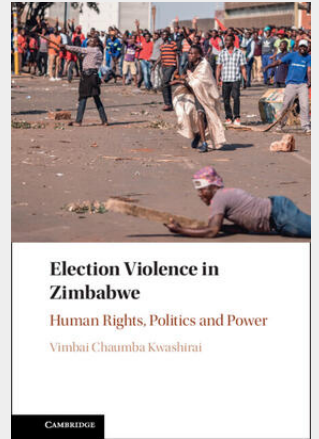 Election Violence in
Zimbabwe
Human Rights, Politics and Power
Vimbai Chaumba Kwashirai
CAMBRIDGE